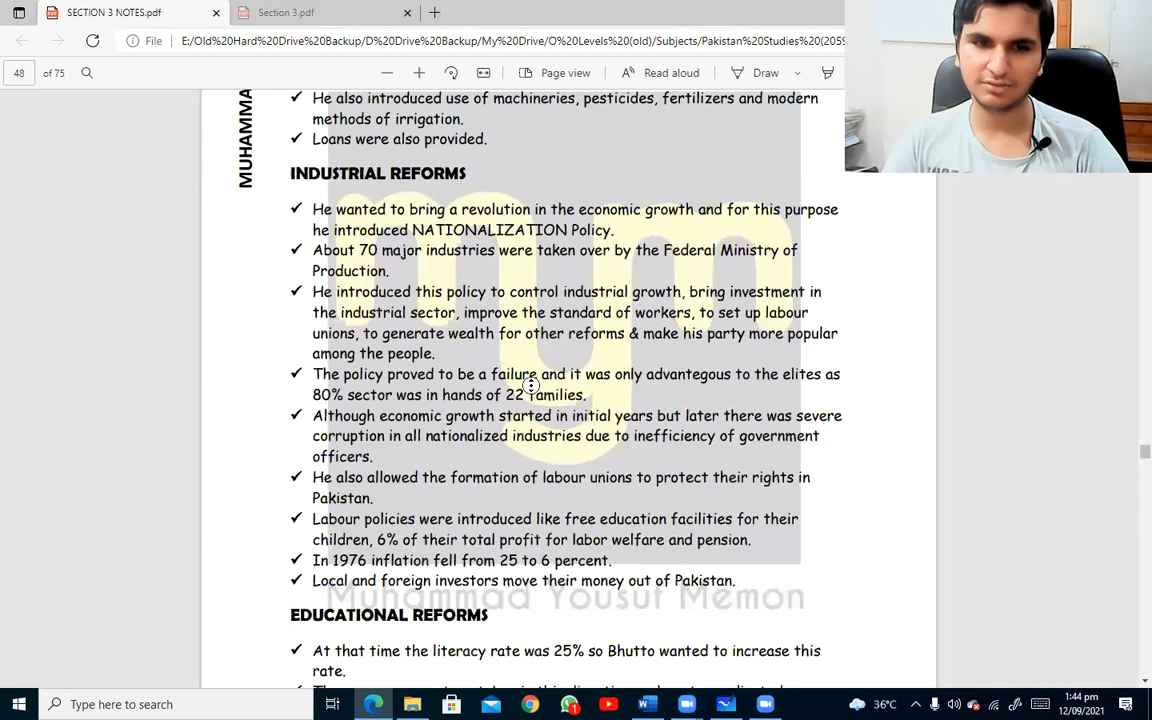 SECTION 3 NOTES.pdf
Section 3.pdf
File
E:/Old%20Hard%20Drive%20Backup/D%20Drive%20Backup/My%20Drive/O%20Levels%20(old)/Subjects/Pakistan%20Studies%20(2059
48 of 75
Page view
Read aloud
Draw
MUHAMMA
He also introduced use of machineries, pesticides, fertilizers and modern
methods of irrigation.
Loans were also provided.
INDUSTRIAL REFORMS
He wanted to bring a revolution in the economic growth and for this purpose
he introduced NATIONALIZATION Policy.
About 70 major industries were taken over by the Federal Ministry of
Production.
He introduced this policy to control industrial growth, bring investment in
the industrial sector, improve the standard of workers, to set up labour
unions, to generate wealth for other reforms & make his party more popular
among the people.
The policy proved to be a failure and it was only advantegous to the elites as
80% sector was in hands of 22 families.
Although economic growth started in initial years but later there was severe
corruption in all nationalized industries due to inefficiency of government
officers.
He also allowed the formation of labour unions to protect their rights in
Pakistan.
Labour policies were introduced like free education facilities for their
children, 6% of their total profit for labor welfare and pension.
In 1976 inflation fell from 25 to 6 percent.
Local and foreign investors move their money out of Pakistan.
mym
Muhammad Yousuf Memon
EDUCATIONAL REFORMS
At that time the literacy rate was 25% so Bhutto wanted to increase this
rate.
Type here to search
36°C
1:44 pm
12/09/2021